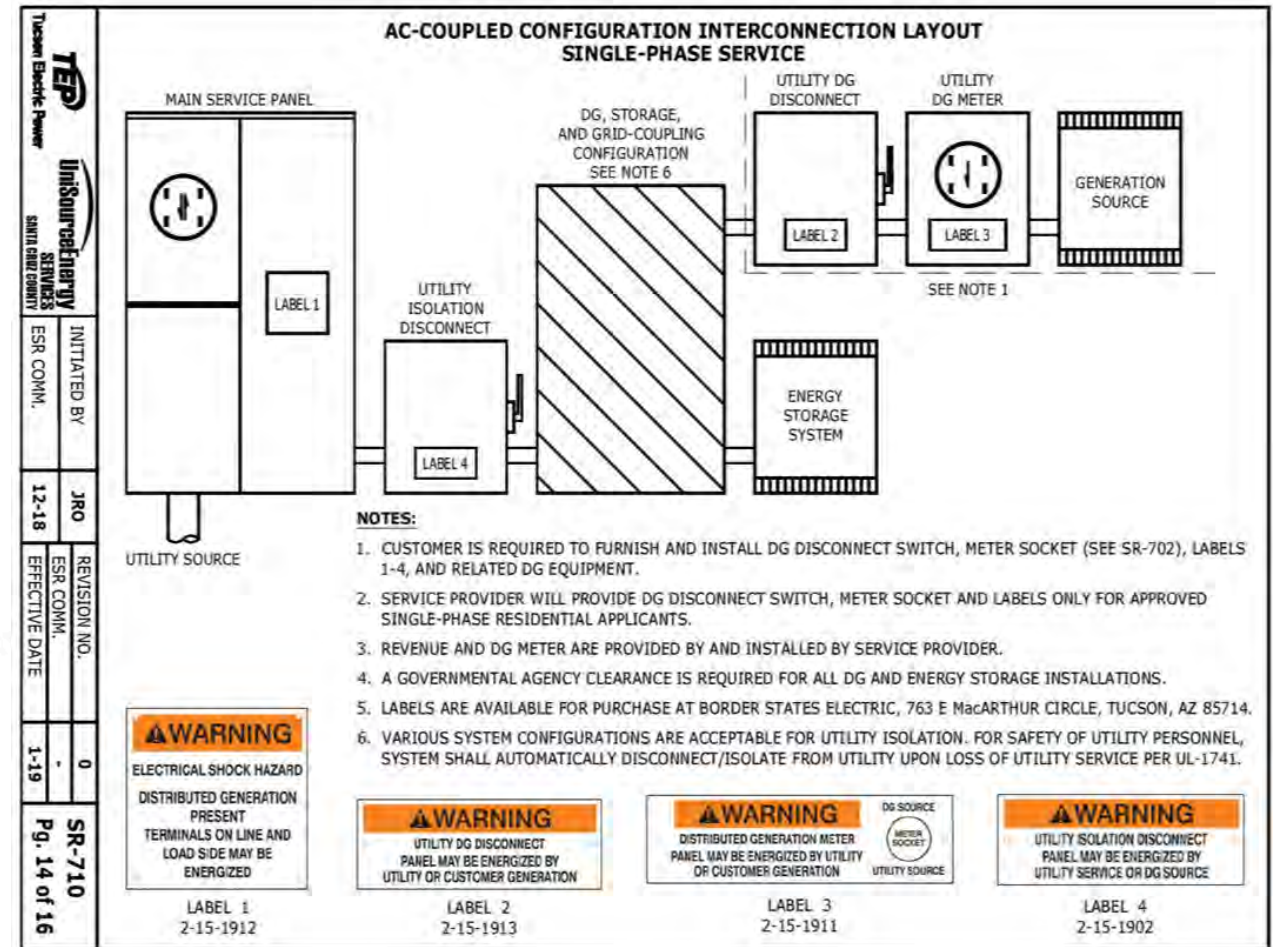 AC-COUPLED CONFIGURATION INTERCONNECTION LAYOUT
SINGLE-PHASE SERVICE
MAIN SERVICE PANEL
LABEL 1
UTILITY SOURCE
UTILITY
ISOLATION
DISCONNECT
LABEL 4
DG, STORAGE,
AND GRID-COUPLING
CONFIGURATION
SEE NOTE 6
UTILITY DG
DISCONNECT
LABEL 2
UTILITY
DG METER
LABEL 3
GENERATION
SOURCE
SEE NOTE 1
ENERGY
STORAGE
SYSTEM
NOTES:
1. CUSTOMER IS REQUIRED TO FURNISH AND INSTALL DG DISCONNECT SWITCH, METER SOCKET (SEE SR-702), LABELS
1-4, AND RELATED DG EQUIPMENT.
2. SERVICE PROVIDER WILL PROVIDE DG DISCONNECT SWITCH, METER SOCKET AND LABELS ONLY FOR APPROVED
SINGLE-PHASE RESIDENTIAL APPLICANTS.
3. REVENUE AND DG METER ARE PROVIDED BY AND INSTALLED BY SERVICE PROVIDER.
4. A GOVERNMENTAL AGENCY CLEARANCE IS REQUIRED FOR ALL DG AND ENERGY STORAGE INSTALLATIONS.
5. LABELS ARE AVAILABLE FOR PURCHASE AT BORDER STATES ELECTRIC, 763 E MacARTHUR CIRCLE, TUCSON, AZ 85714.
6. VARIOUS SYSTEM CONFIGURATIONS ARE ACCEPTABLE FOR UTILITY ISOLATION. FOR SAFETY OF UTILITY PERSONNEL,
SYSTEM SHALL AUTOMATICALLY DISCONNECT/ISOLATE FROM UTILITY UPON LOSS OF UTILITY SERVICE PER UL-1741.
WARNING
ELECTRICAL SHOCK HAZARD
DISTRIBUTED GENERATION
PRESENT
TERMINALS ON LINE AND
LOAD SIDE MAY BE
ENERGIZED
LABEL 1
2-15-1912
WARNING
UTILITY DG DISCONNECT
PANEL MAY BE ENERGIZED BY
UTILITY OR CUSTOMER GENERATION
LABEL 2
2-15-1913
WARNING
DISTRIBUTED GENERATION METER
PANEL MAY BE ENERGIZED BY UTILITY
OR CUSTOMER GENERATION
DG SOURCE
METER
SOCKET
UTILITY SOURCE
LABEL 3
2-15-1911
WARNING
UTILITY ISOLATION DISCONNECT
PANEL MAY BE ENERGIZED BY
UTILITY SERVICE OR DG SOURCE
LABEL 4
2-15-1902
TEP
Tucson Electric Power
UniSourceEnergy
SERVICES
SANTA CRUZ COUNTY
INITIATED BY
JRO
ESR COMM.
12-18
REVISION NO.
0
ESR COMM.
-
EFFECTIVE DATE
1-19
SR-710
Pg. 14 of 16